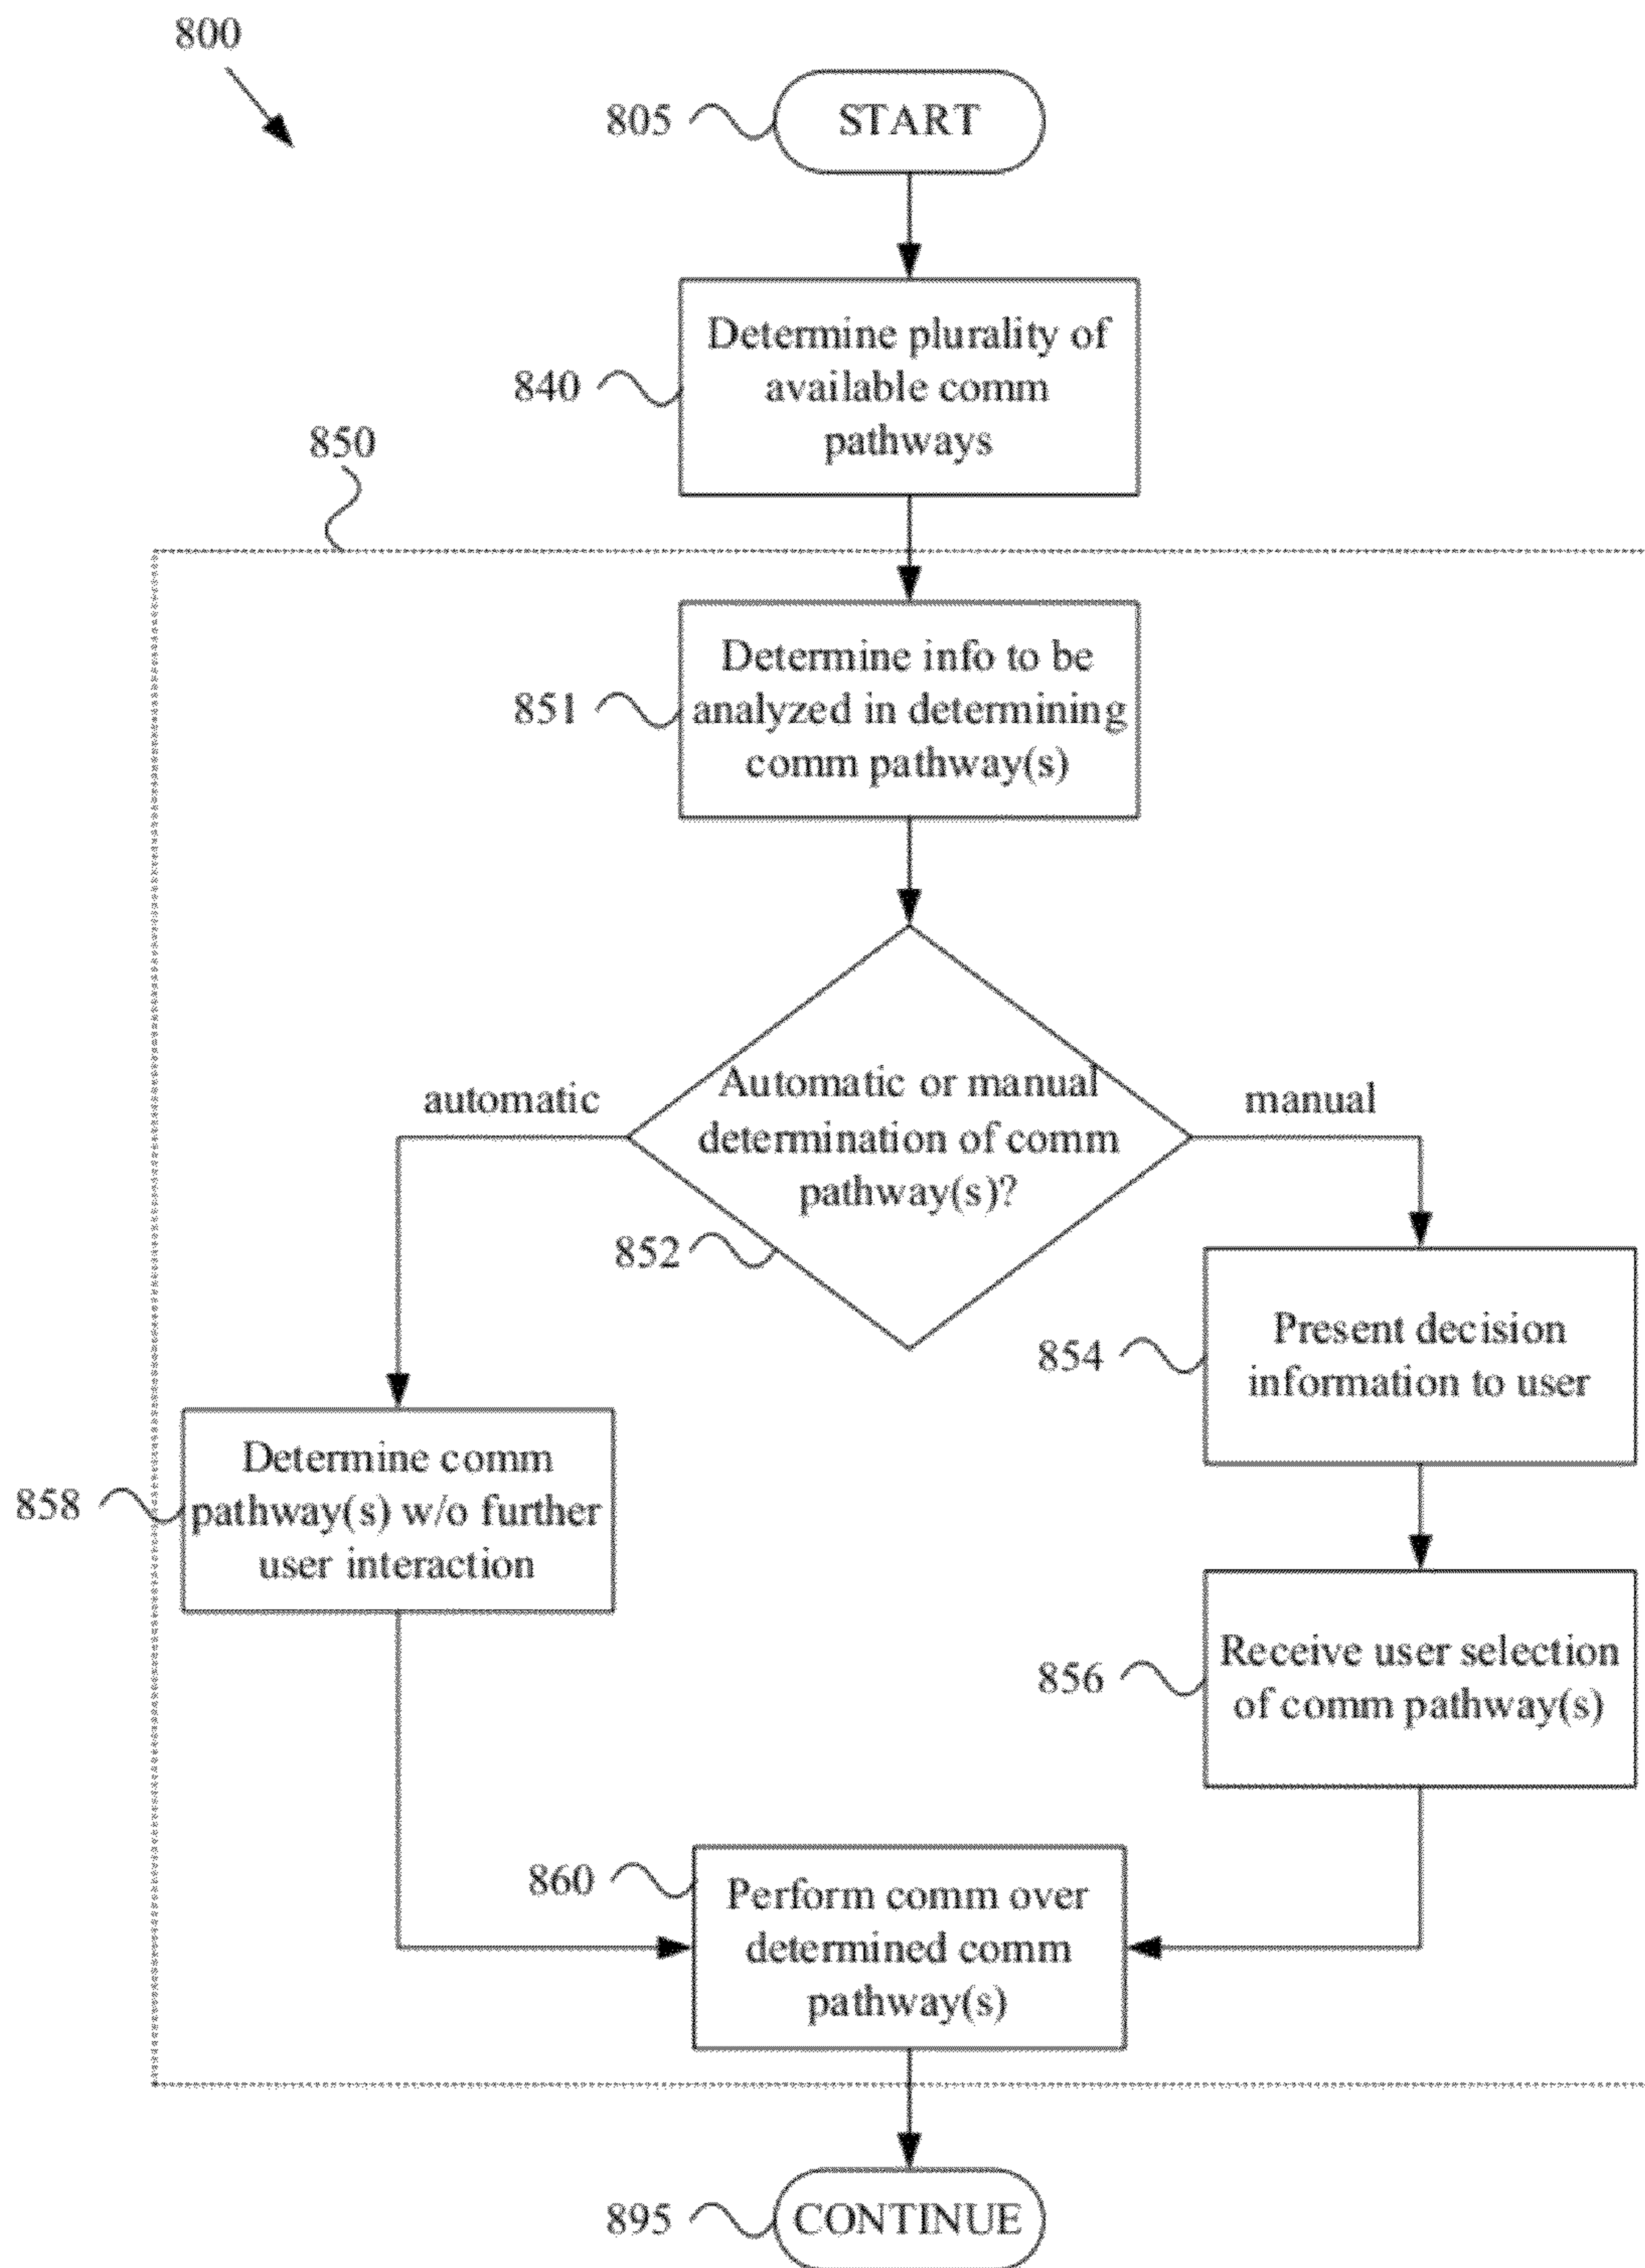 800
805
START
840
Determine plurality of
available comm
pathways
850
851
Determine info to be
analyzed in determining
comm pathway(s)
automatic
Automatic or manual
determination of comm
pathway(s)?
manual
852
854
Present decision
information to user
858
Determine comm
pathway(s) w/o further
user interaction
856
Receive user selection
of comm pathway(s)
860
Perform comm over
determined comm
pathway(s)
895
CONTINUE